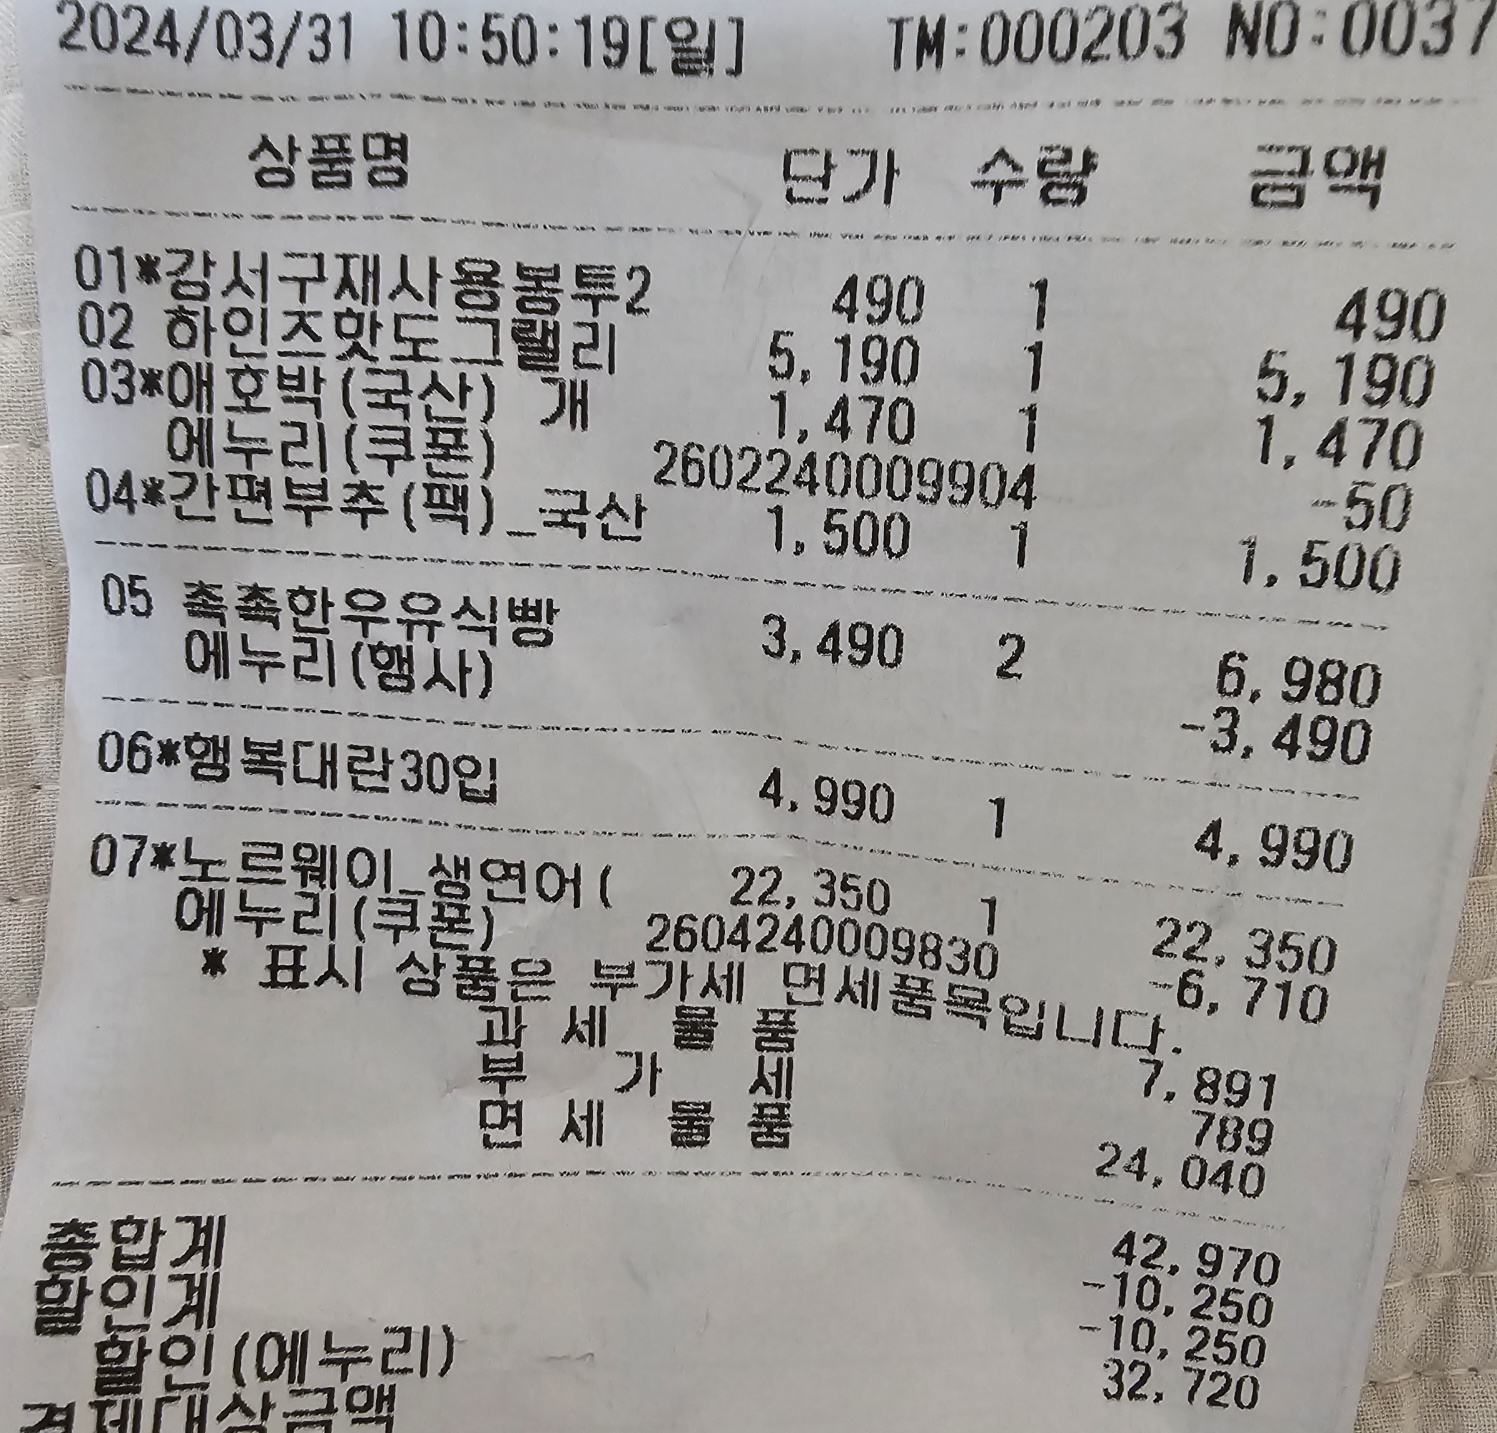 2024/03/31 10:50:19[일] TM:000203 NO:0037
상품명 단가 수량 금액
01*강서구재사용봉투2 490 1 490
02 하인즈핫도그랠리 5,190 1 5,190
03*애호박(국산) 개 1,470 1 1,470
에누리(쿠폰) 2602240009904 -50
04*간편부추(팩)_국산 1,500 1 1,500
05 촉촉한우유식빵 3,490 2 6,980
에누리(행사) -3,490
06*행복대란30입 4,990 1 4,990
07*노르웨이_생연어( 22,350 1 22,350
에누리(쿠폰) 2604240009830 -6,710
* 표시 상품은 부가세 면세품목입니다.
과 세 물 품 7,891
부 가 세 789
면 세 물 품 24,040
총합계 42,970
할인계 -10,250
할인(에누리) -10,250
결제대상금액 32,720